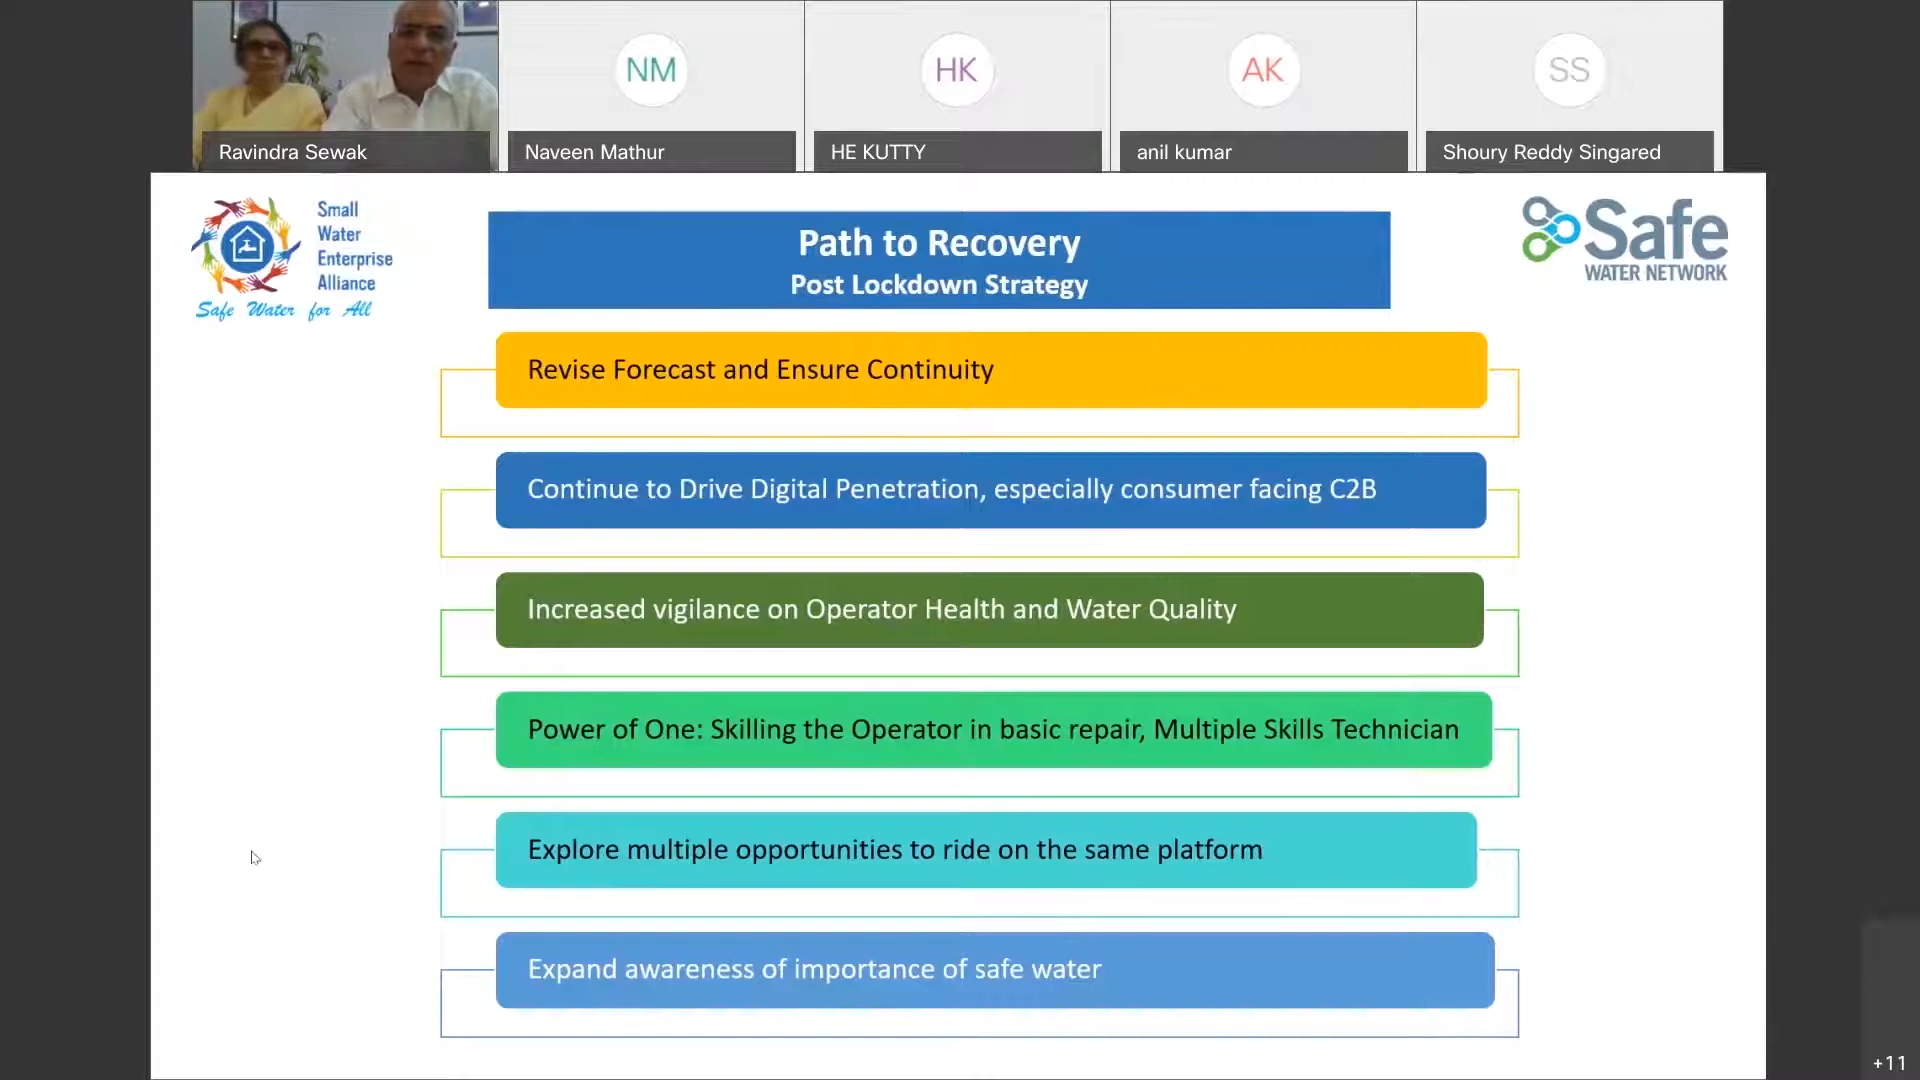 NM
HK
AK
SS
Ravindra Sewak
Naveen Mathur
HE KUTTY
anil kumar
Shoury Reddy Singared
Small
Water
Enterprise
Alliance
Safe Water for All
Path to Recovery
Post Lockdown Strategy
Safe
WATER NETWORK
Revise Forecast and Ensure Continuity
Continue to Drive Digital Penetration, especially consumer facing C2B
Increased vigilance on Operator Health and Water Quality
Power of One: Skilling the Operator in basic repair, Multiple Skills Technician
Explore multiple opportunities to ride on the same platform
Expand awareness of importance of safe water
+11